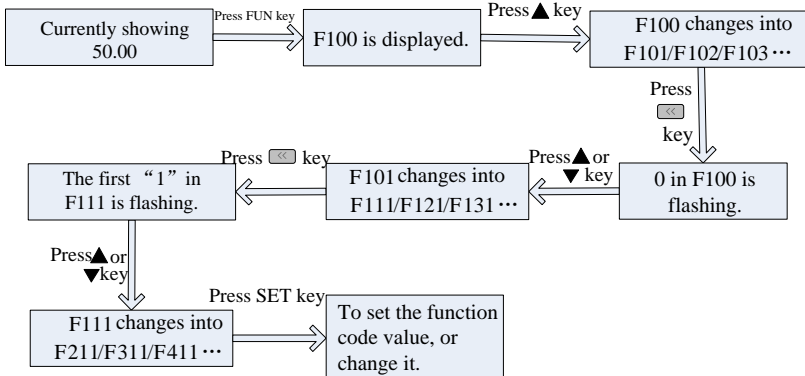 Currently showing
50.00
Press FUN key
F100 is displayed.
Press▲ key
F100 changes into
F101/F102/F103…
Press
≪
key
0 in F100 is
flashing.
Press▲or
▼ key
F101 changes into
F111/F121/F131…
Press ≪ key
The first “1” in
F111 is flashing.
Press▲or
▼key
F111 changes into
F211/F311/F411…
Press SET key
To set the function
code value, or
change it.